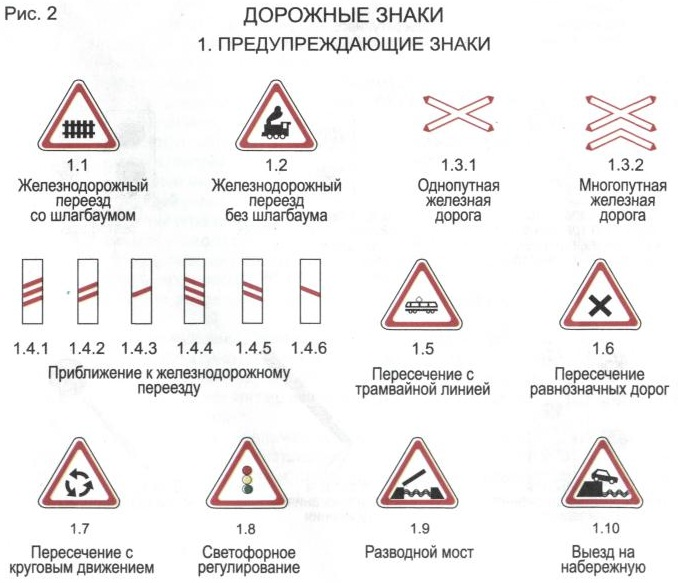 Рис. 2
ДОРОЖНЫЕ ЗНАКИ
1. ПРЕДУПРЕЖДАЮЩИЕ ЗНАКИ
1.1
Железнодорожный
переезд
со шлагбаумом
1.2
Железнодорожный
переезд
без шлагбаума
1.3.1
Однопутная
железная
дорога
1.3.2
Многопутная
железная
дорога
1.4.1 1.4.2 1.4.3 1.4.4 1.4.5 1.4.6
Приближение к железнодорожному
переезду
1.5
Пересечение с
трамвайной линией
1.6
Пересечение
равнозначных дорог
1.7
Пересечение с
круговым движением
1.8
Светофорное
регулирование
1.9
Разводной мост
1.10
Выезд на
набережную